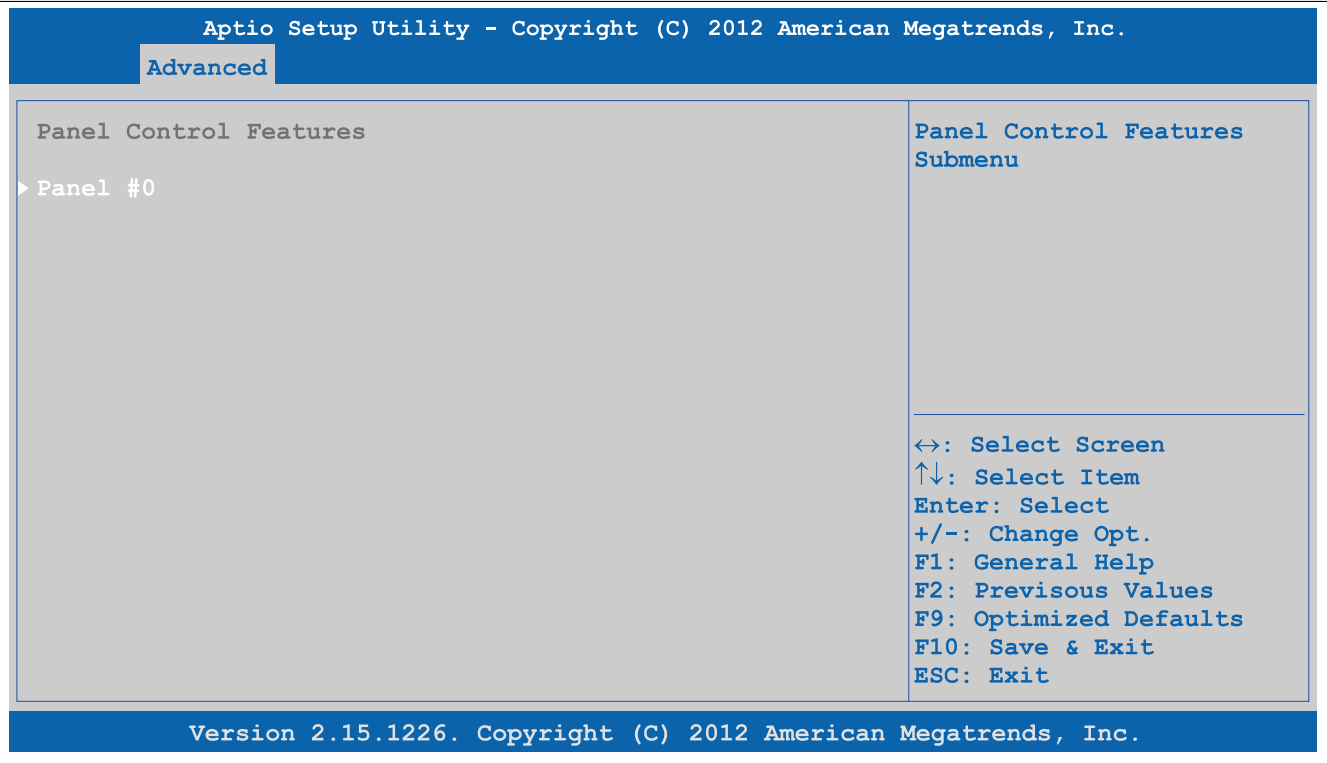 Aptio Setup Utility - Copyright (C) 2012 American Megatrends, Inc.
Advanced
Panel Control Features
Panel #0
Panel Control Features
Submenu
↔: Select Screen
↑↓: Select Item
Enter: Select
+/-: Change Opt.
F1: General Help
F2: Previsous Values
F9: Optimized Defaults
F10: Save & Exit
ESC: Exit
Version 2.15.1226. Copyright (C) 2012 American Megatrends, Inc.